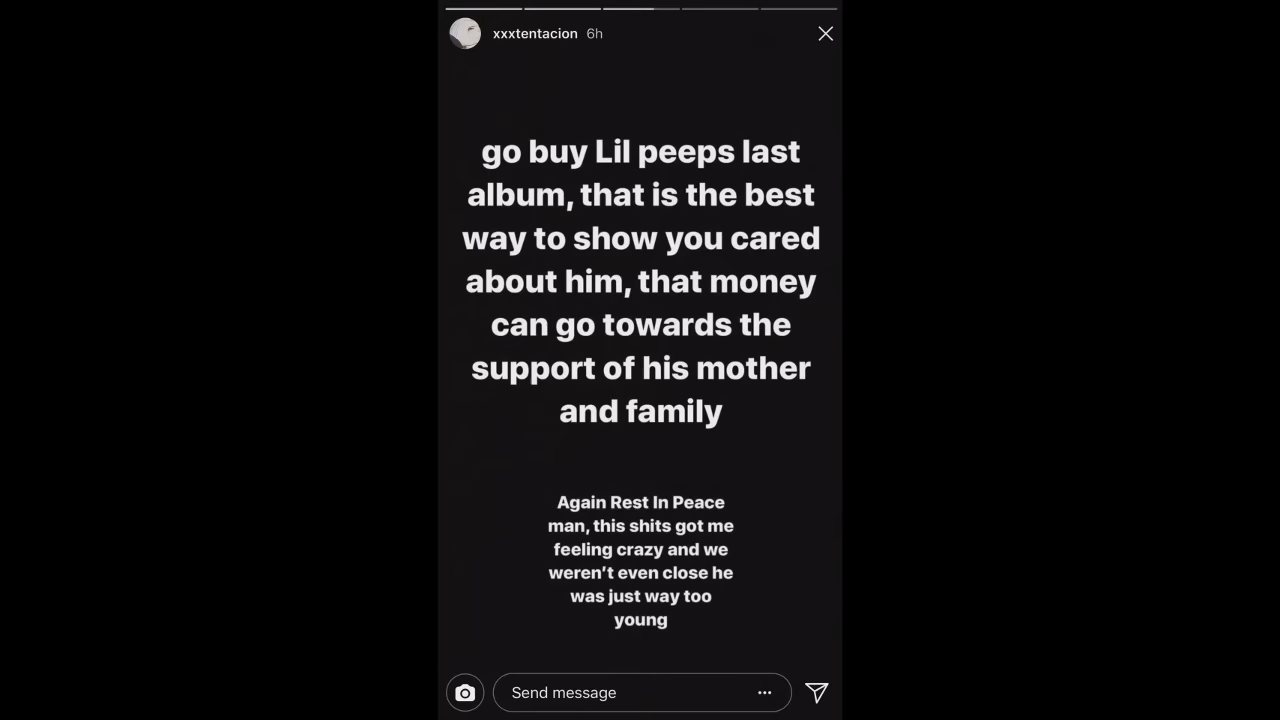 xxxtentacion 6h
go buy Lil peeps last
album, that is the best
way to show you cared
about him, that money
can go towards the
support of his mother
and family
Again Rest In Peace
man, this shits got me
feeling crazy and we
weren't even close he
was just way too
young
Send message